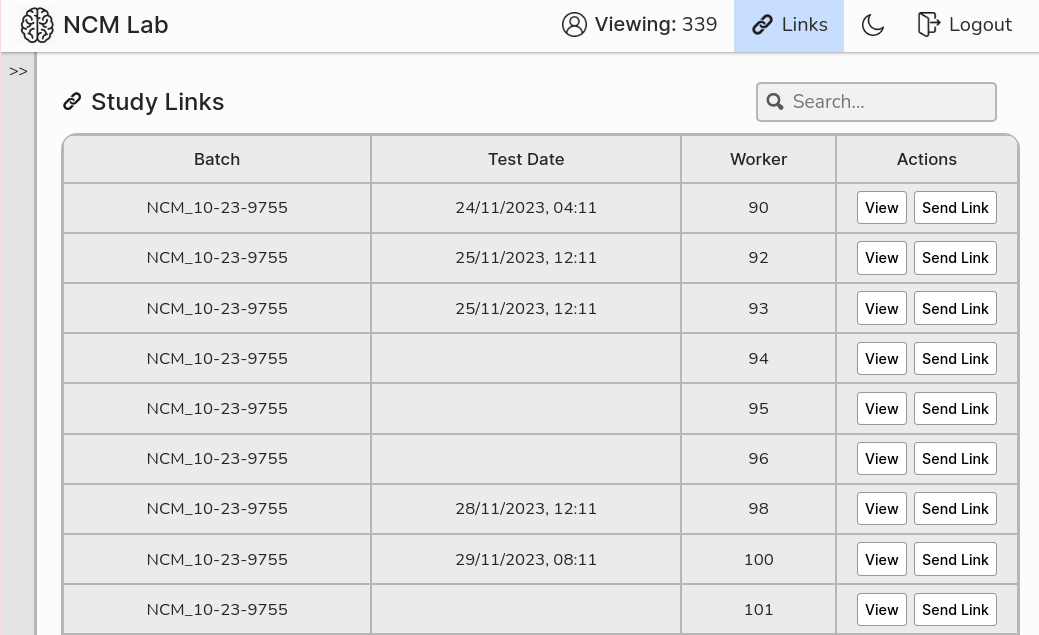 NCM Lab Viewing: 339 Links Logout
>>
Study Links Search...
Batch Test Date Worker Actions
NCM_10-23-9755 24/11/2023, 04:11 90 View Send Link
NCM_10-23-9755 25/11/2023, 12:11 92 View Send Link
NCM_10-23-9755 25/11/2023, 12:11 93 View Send Link
NCM_10-23-9755 94 View Send Link
NCM_10-23-9755 95 View Send Link
NCM_10-23-9755 96 View Send Link
NCM_10-23-9755 28/11/2023, 12:11 98 View Send Link
NCM_10-23-9755 29/11/2023, 08:11 100 View Send Link
NCM_10-23-9755 101 View Send Link